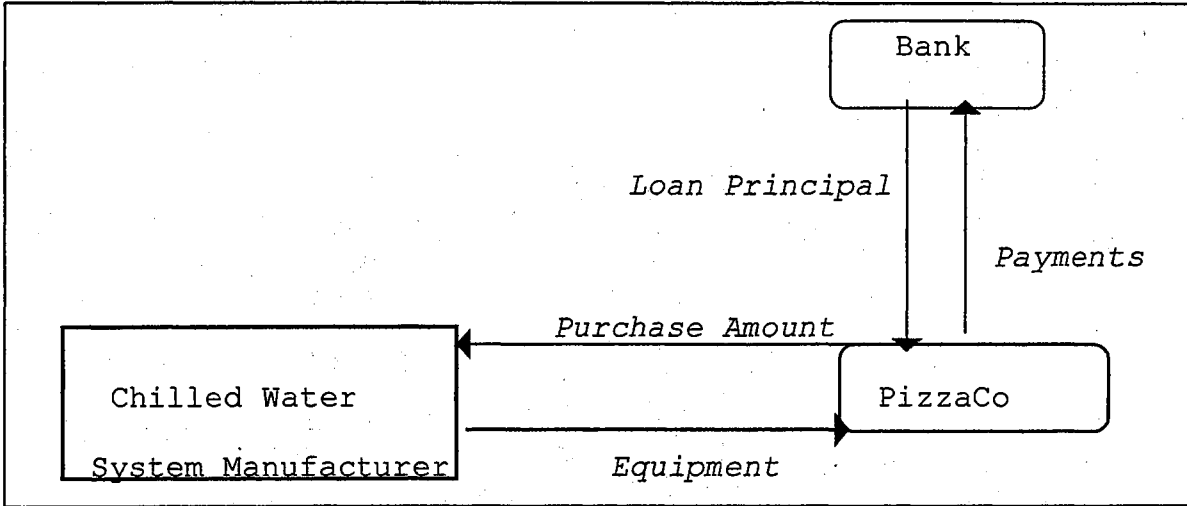 Bank
Loan Principal
Payments
Purchase Amount
Chilled Water
PizzaCo
System Manufacturer
Equipment